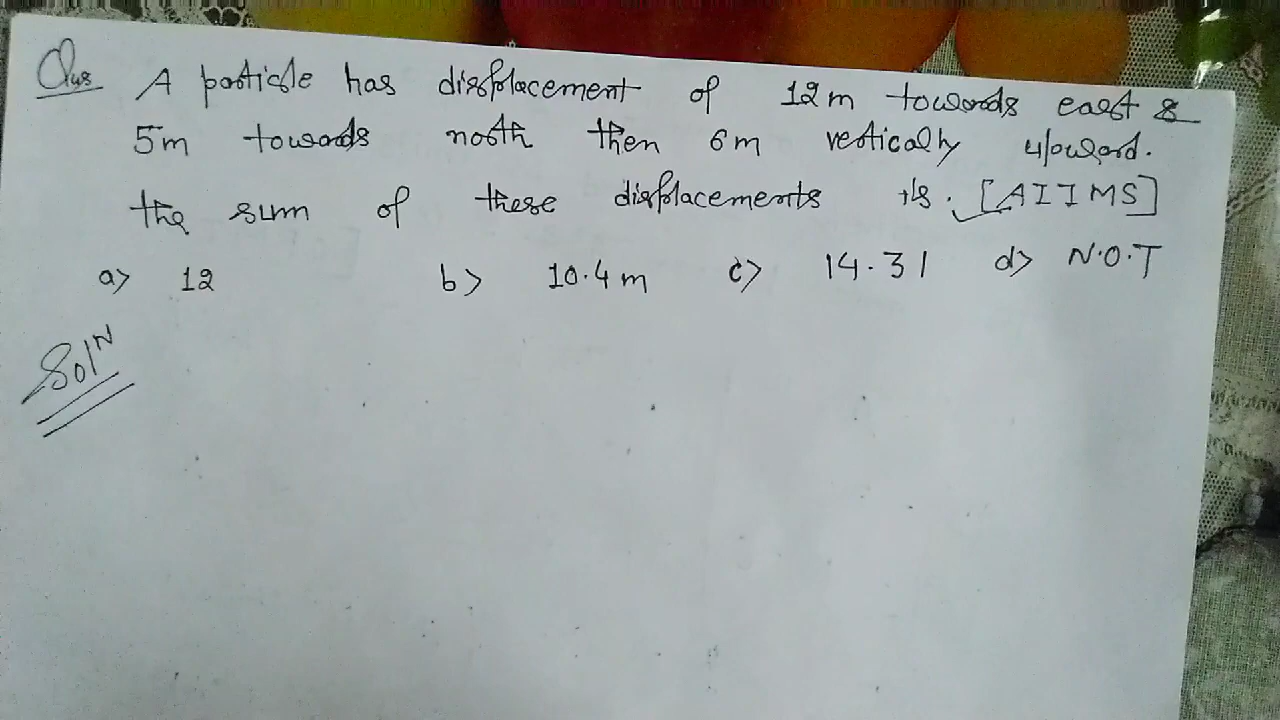 Ques A particle has displacement of 12m towards east &
5m towards north then 6m vertically upward.
the sum of these displacements is. [AIIMS]
a> 12 b> 10.4m c> 14.31 d> N.O.T
Solᴺ